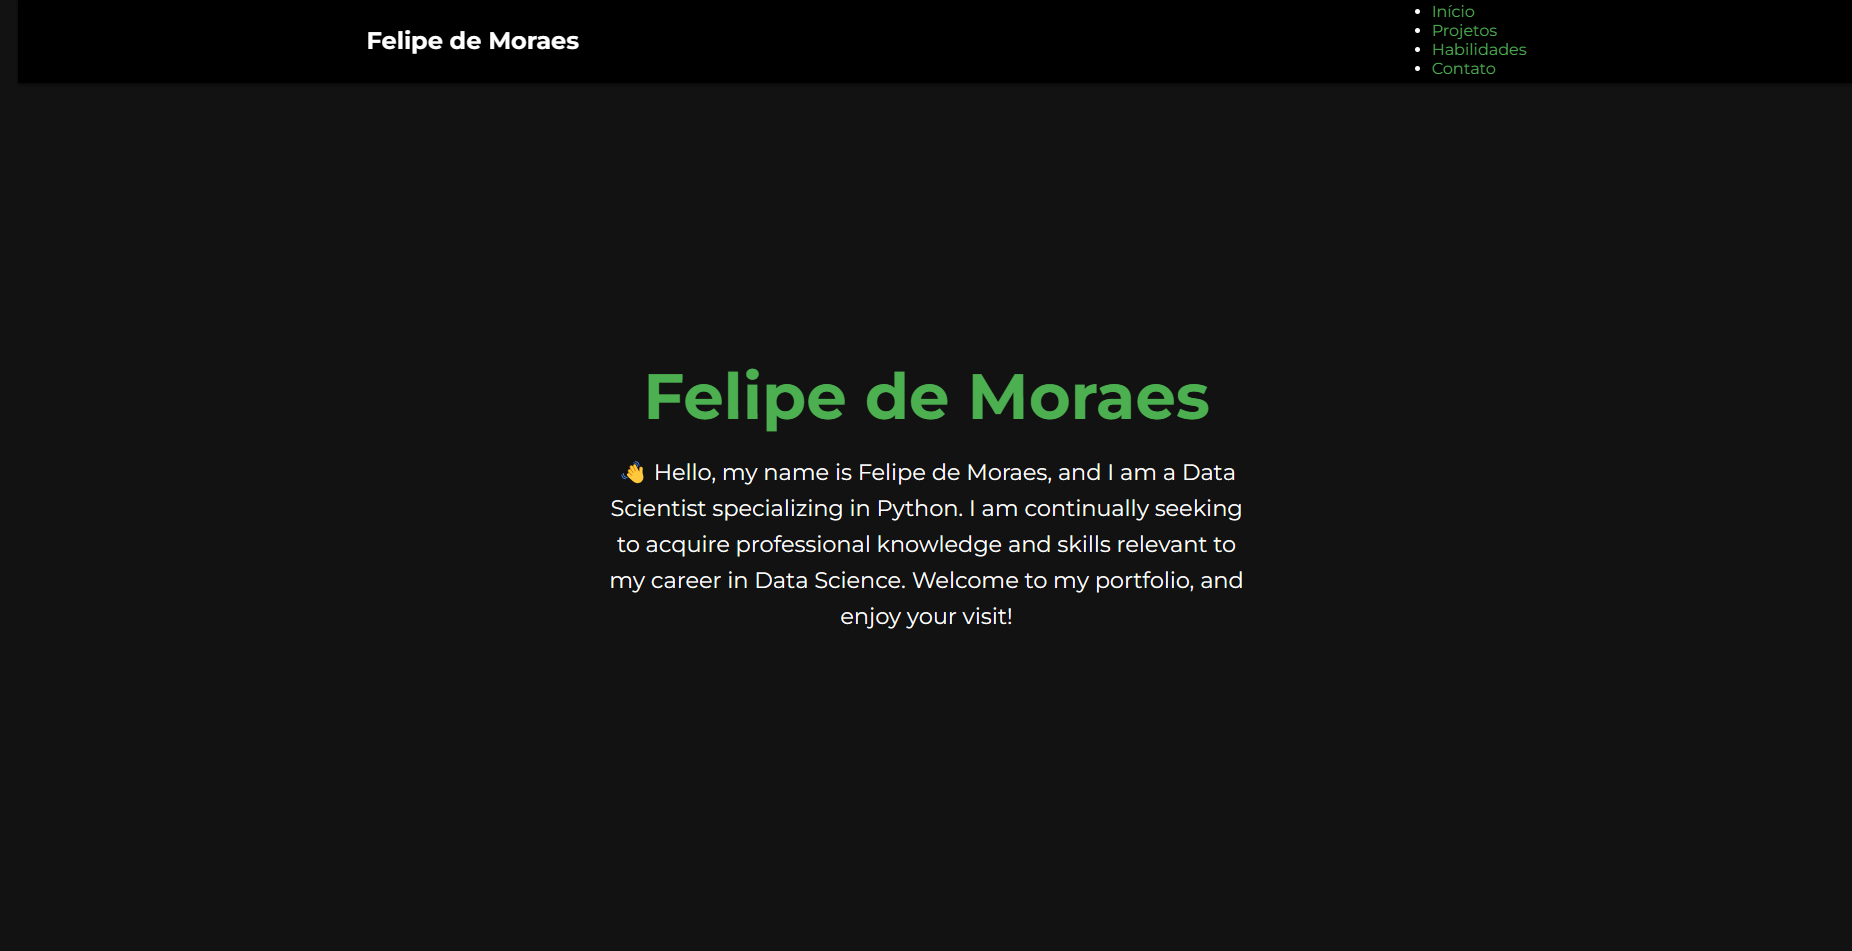 Felipe de Moraes
Início
Projetos
Habilidades
Contato
Felipe de Moraes
👋 Hello, my name is Felipe de Moraes, and I am a Data
Scientist specializing in Python. I am continually seeking
to acquire professional knowledge and skills relevant to
my career in Data Science. Welcome to my portfolio, and
enjoy your visit!